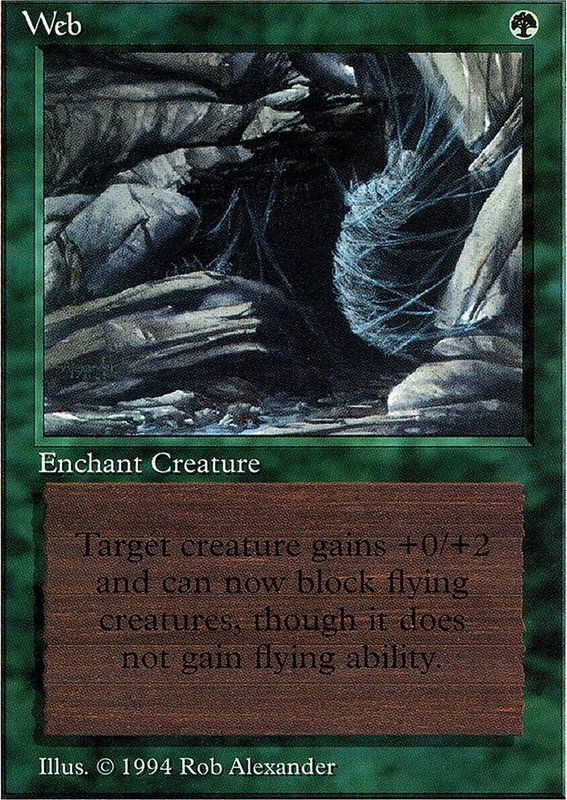 Web
Enchant Creature
Target creature gains +0/+2
and can now block flying
creatures, though it does
not gain flying ability.
Illus. © 1994 Rob Alexander